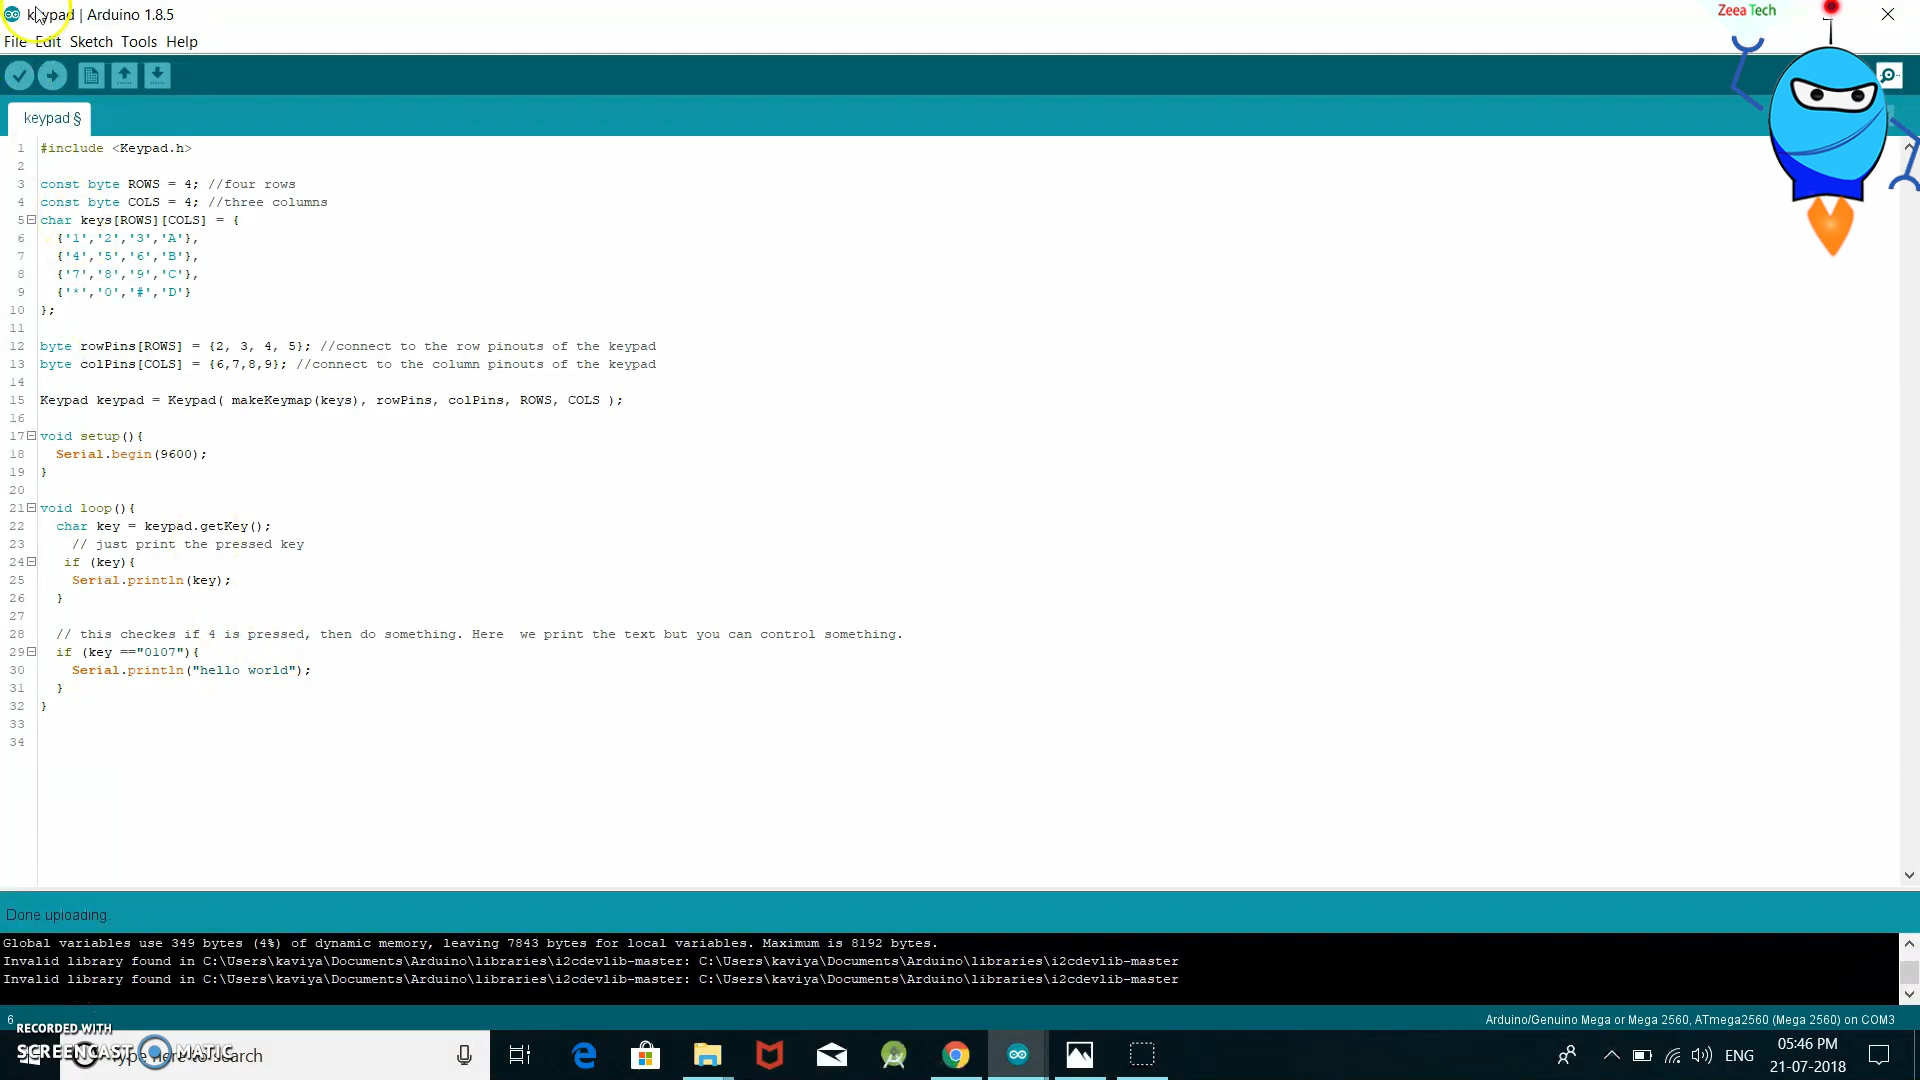 keypad | Arduino 1.8.5
Zeea Tech
File Edit Sketch Tools Help
keypad §
1 #include <Keypad.h>
2
3 const byte ROWS = 4; //four rows
4 const byte COLS = 4; //three columns
5 char keys[ROWS][COLS] = {
6 {'1','2','3','A'},
7 {'4','5','6','B'},
8 {'7','8','9','C'},
9 {'*','0','#','D'}
10 };
11
12 byte rowPins[ROWS] = {2, 3, 4, 5}; //connect to the row pinouts of the keypad
13 byte colPins[COLS] = {6,7,8,9}; //connect to the column pinouts of the keypad
14
15 Keypad keypad = Keypad( makeKeymap(keys), rowPins, colPins, ROWS, COLS );
16
17 void setup(){
18 Serial.begin(9600);
19 }
20
21 void loop(){
22 char key = keypad.getKey();
23 // just print the pressed key
24 if (key){
25 Serial.println(key);
26 }
27
28 // this checkes if 4 is pressed, then do something. Here  we print the text but you can control something.
29 if (key =="0107"){
30 Serial.println("hello world");
31 }
32 }
33
34
Done uploading.
Global variables use 349 bytes (4%) of dynamic memory, leaving 7843 bytes for local variables. Maximum is 8192 bytes.
Invalid library found in C:\Users\kaviya\Documents\Arduino\libraries\i2cdevlib-master: C:\Users\kaviya\Documents\Arduino\libraries\i2cdevlib-master
Invalid library found in C:\Users\kaviya\Documents\Arduino\libraries\i2cdevlib-master: C:\Users\kaviya\Documents\Arduino\libraries\i2cdevlib-master
6
Arduino/Genuino Mega or Mega 2560, ATmega2560 (Mega 2560) on COM3
RECORDED WITH
SCREENCAST MATIC
Type here to search
ENG
05:46 PM
21-07-2018